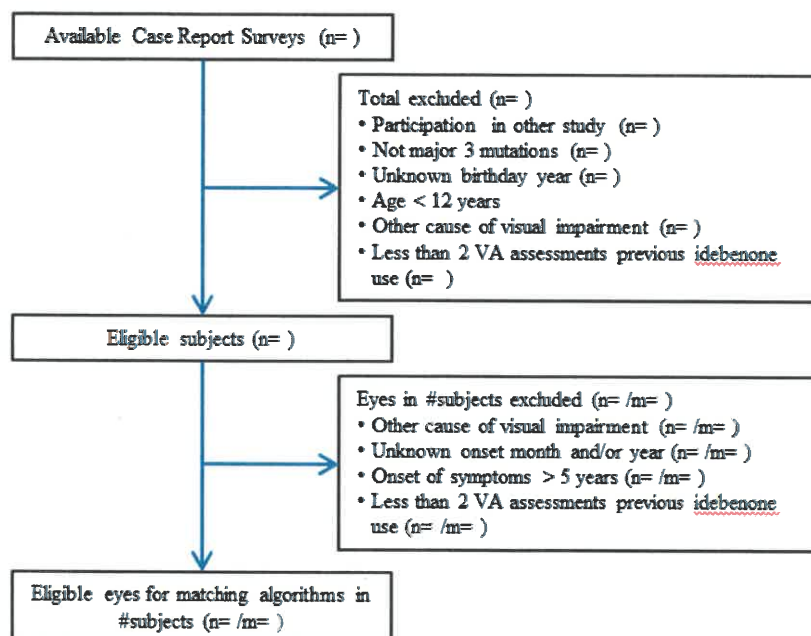 Available Case Report Surveys (n= )
Total excluded (n= )
• Participation in other study (n= )
• Not major 3 mutations (n= )
• Unknown birthday year (n= )
• Age < 12 years
• Other cause of visual impairment (n= )
• Less than 2 VA assessments previous idebenone
use (n= )
Eligible subjects (n= )
Eyes in #subjects excluded (n= /m= )
• Other cause of visual impairment (n= /m= )
• Unknown onset month and/or year (n= /m= )
• Onset of symptoms > 5 years (n= /m= )
• Less than 2 VA assessments previous idebenone
use (n= /m= )
Eligible eyes for matching algorithms in
#subjects (n= /m= )